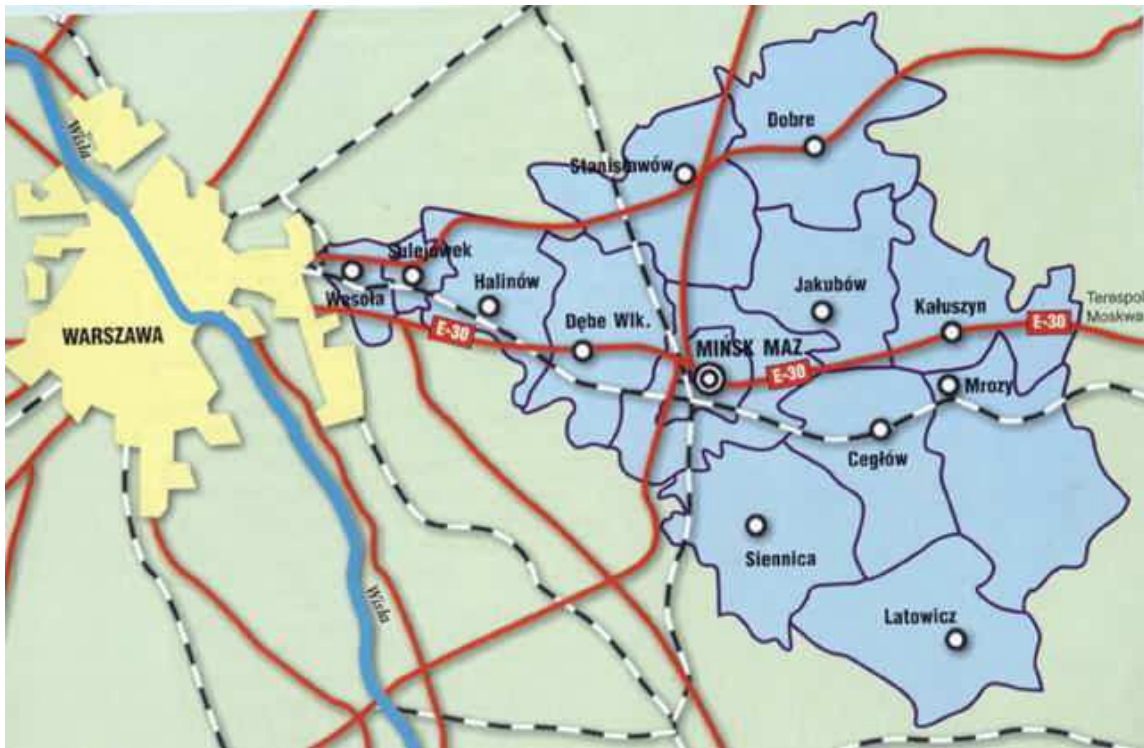 Wisła
Dobre
Stanisławów
Sulejówek
Wesoła
Halinów
Jakubów
Kałuszyn
Terespol
Moskwa
Dębe Wlk.
E-30
E-30
WARSZAWA
MIŃSK MAZ
E-30
Mrozy
Cegłów
Siennica
Wisła
Latowicz